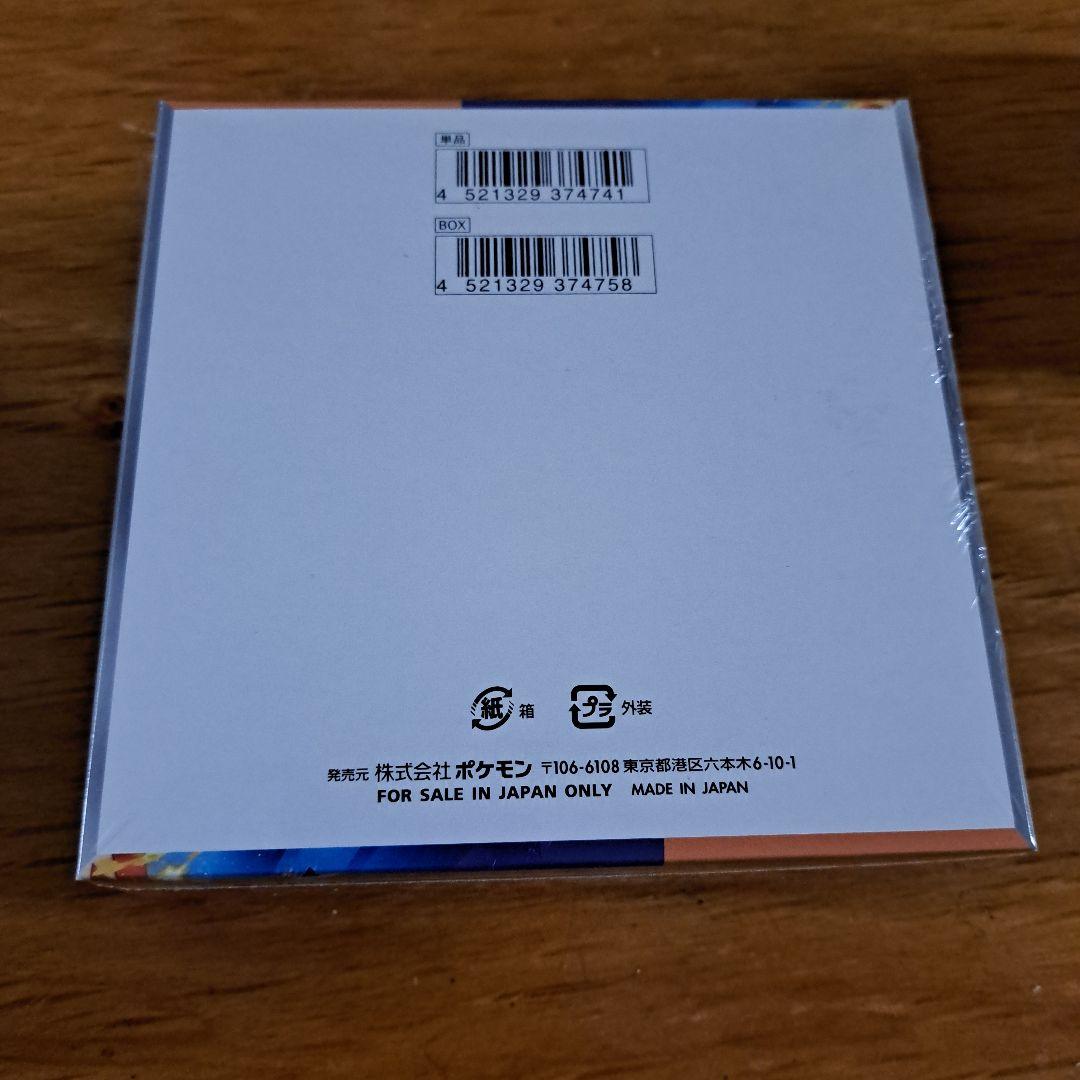 単品
4 521329 374741
BOX
4 521329 374758
紙 箱 プラ 外装
発売元 株式会社 ポケモン 〒106-6108 東京都港区六本木6-10-1
FOR SALE IN JAPAN ONLY MADE IN JAPAN